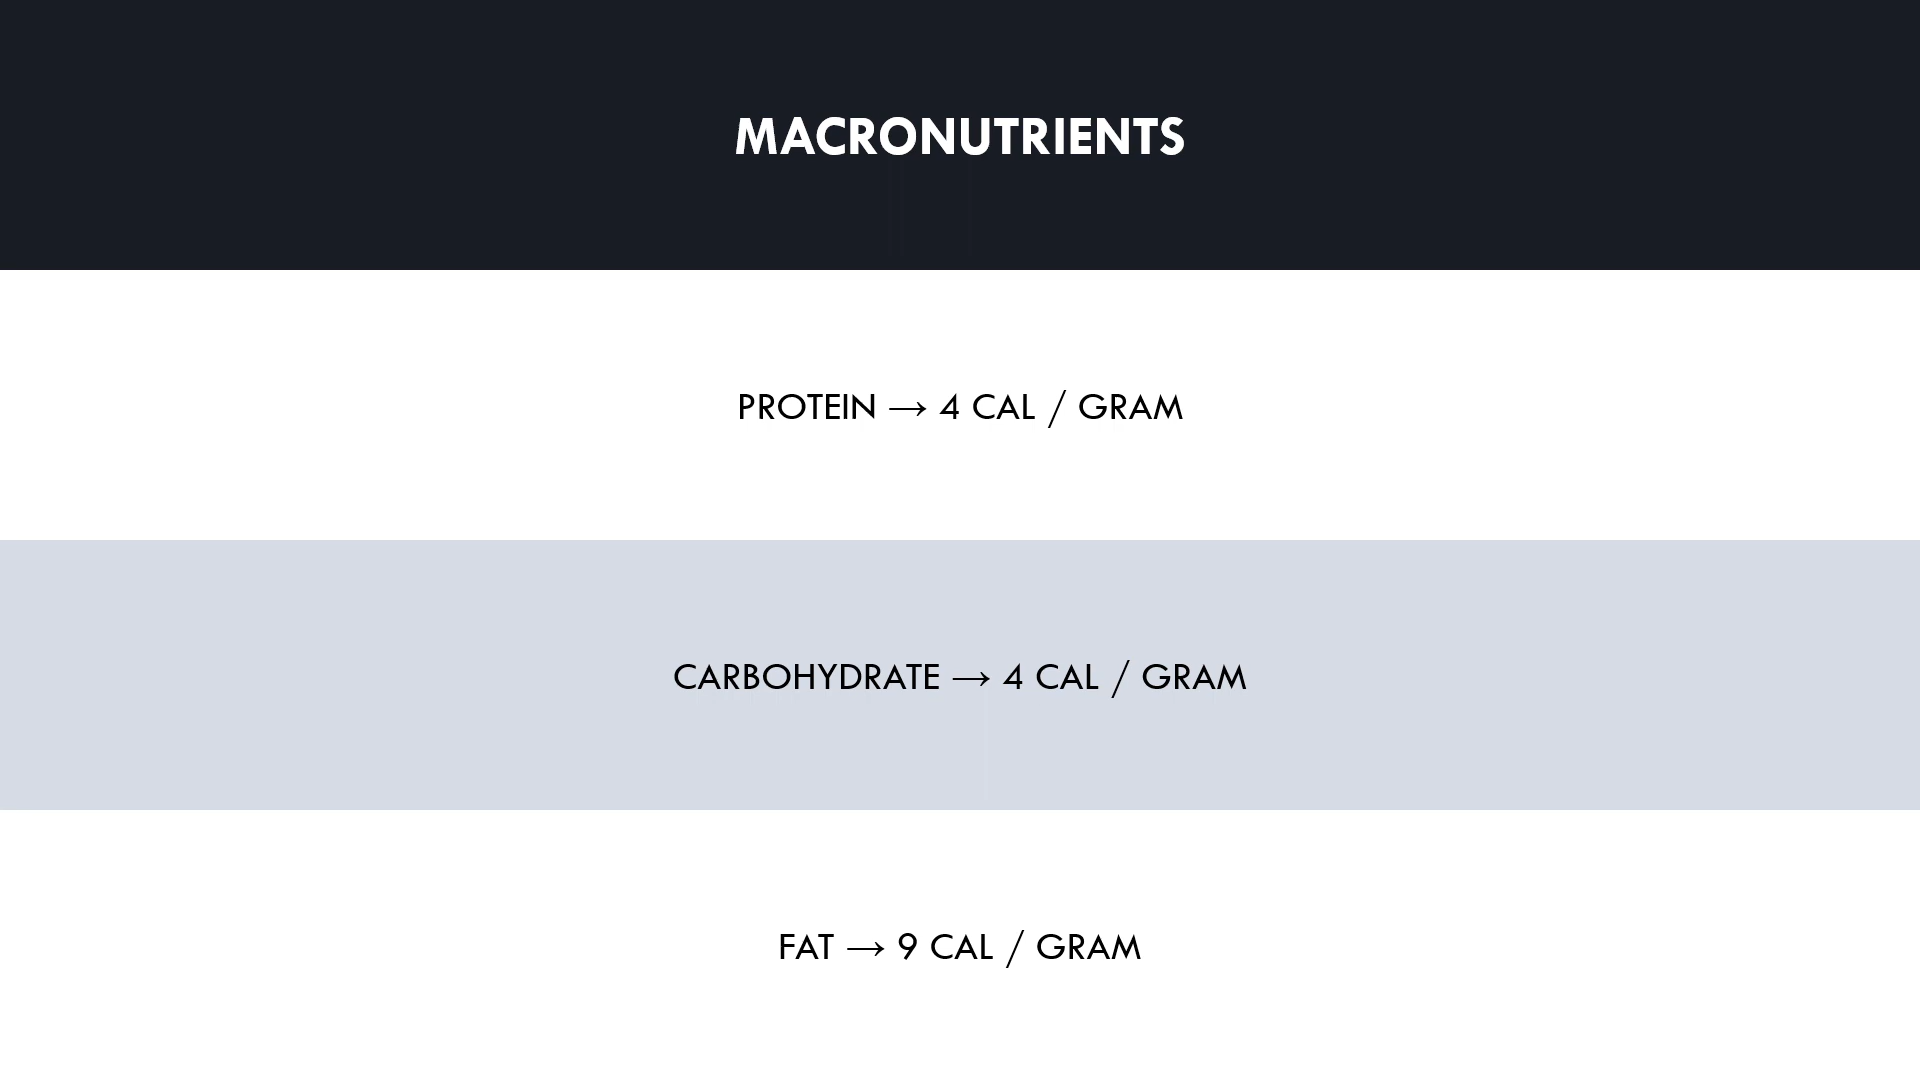 MACRONUTRIENTS
PROTEIN → 4 CAL / GRAM
CARBOHYDRATE → 4 CAL / GRAM
FAT → 9 CAL / GRAM